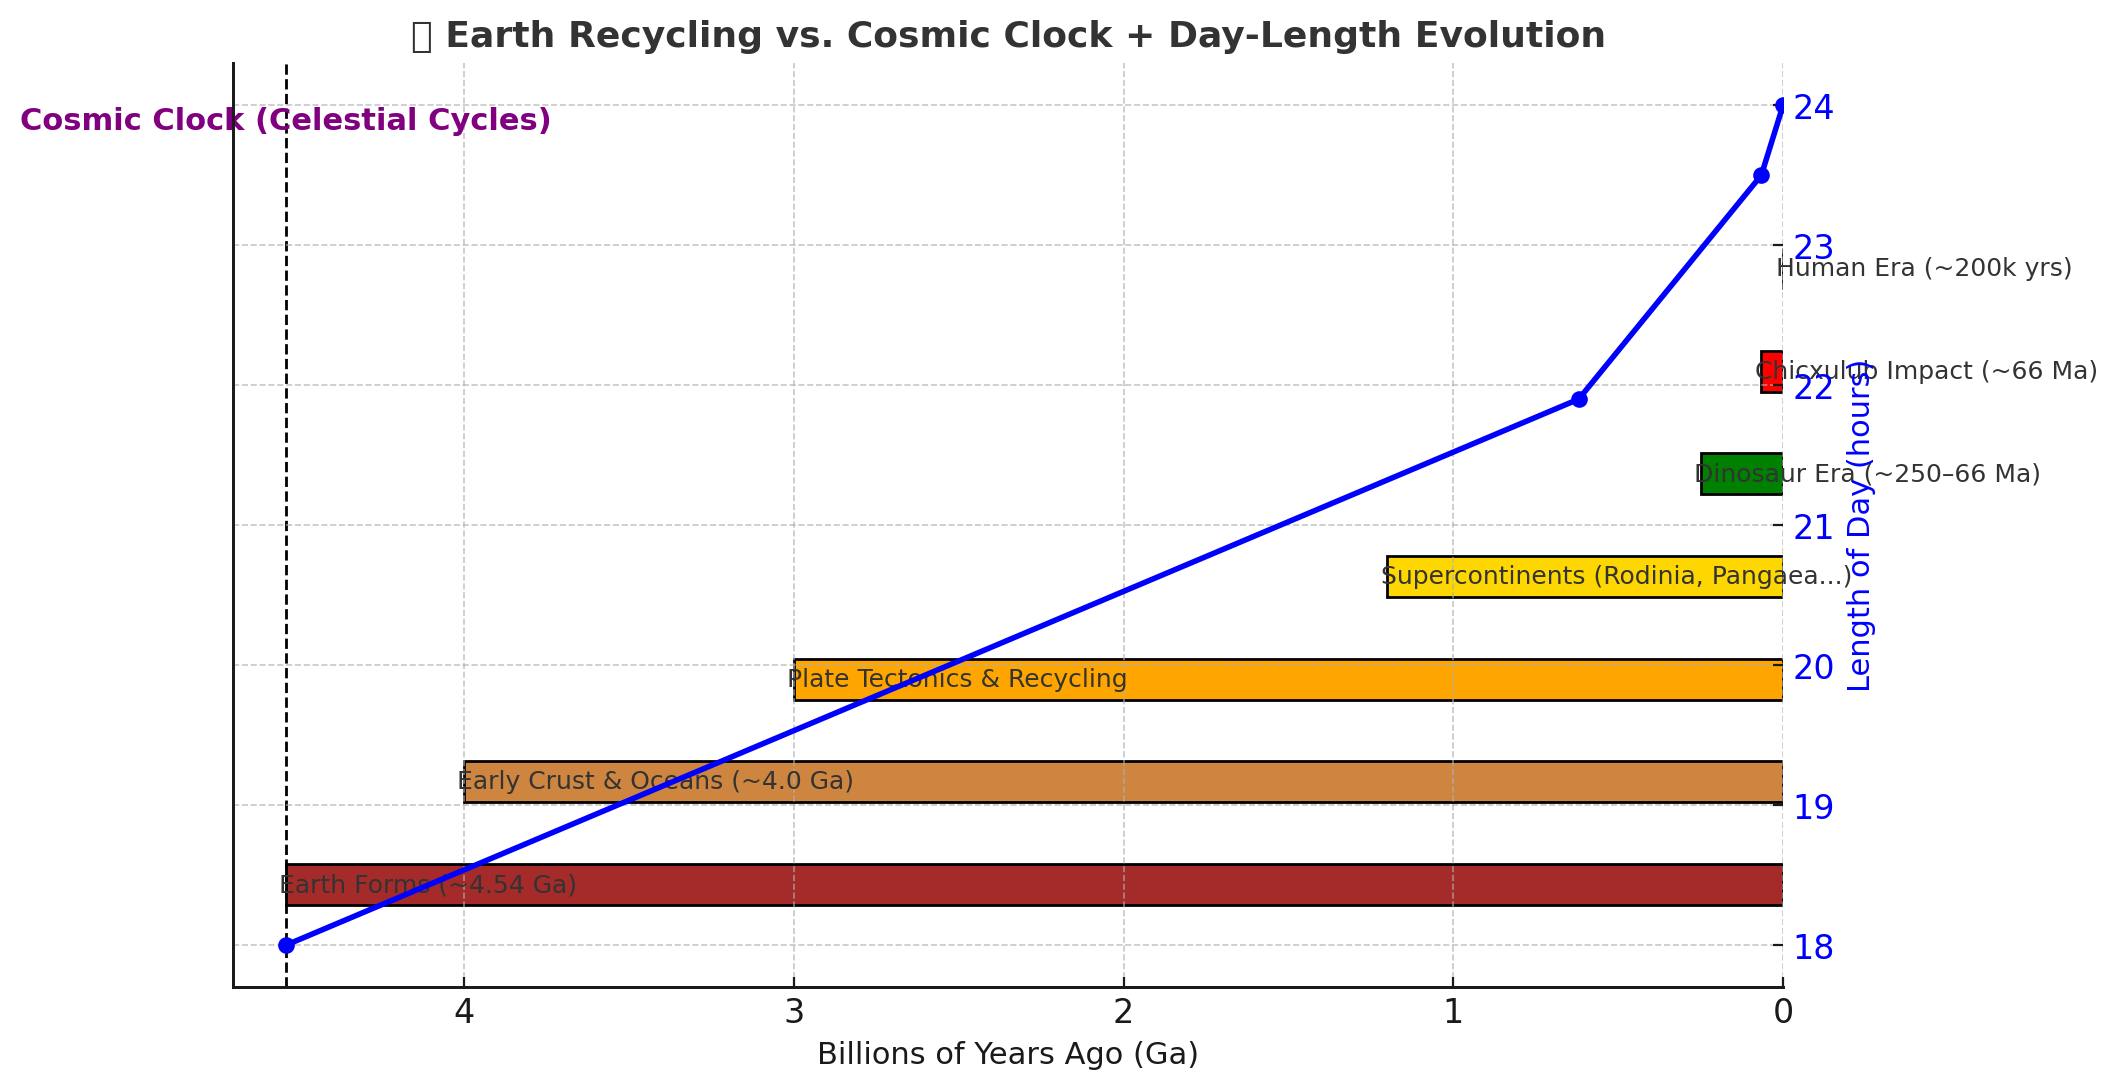 Earth Recycling vs. Cosmic Clock + Day-Length Evolution
Cosmic Clock (Celestial Cycles)
24
23
Human Era (~200k yrs)
Chicxulub Impact (~66 Ma)
22
Dinosaur Era (~250–66 Ma)
21
Length of Day (hours)
Supercontinents (Rodinia, Pangaea...)
20
Plate Tectonics & Recycling
Early Crust & Oceans (~4.0 Ga)
19
Earth Forms (~4.54 Ga)
18
4 3 2 1 0
Billions of Years Ago (Ga)